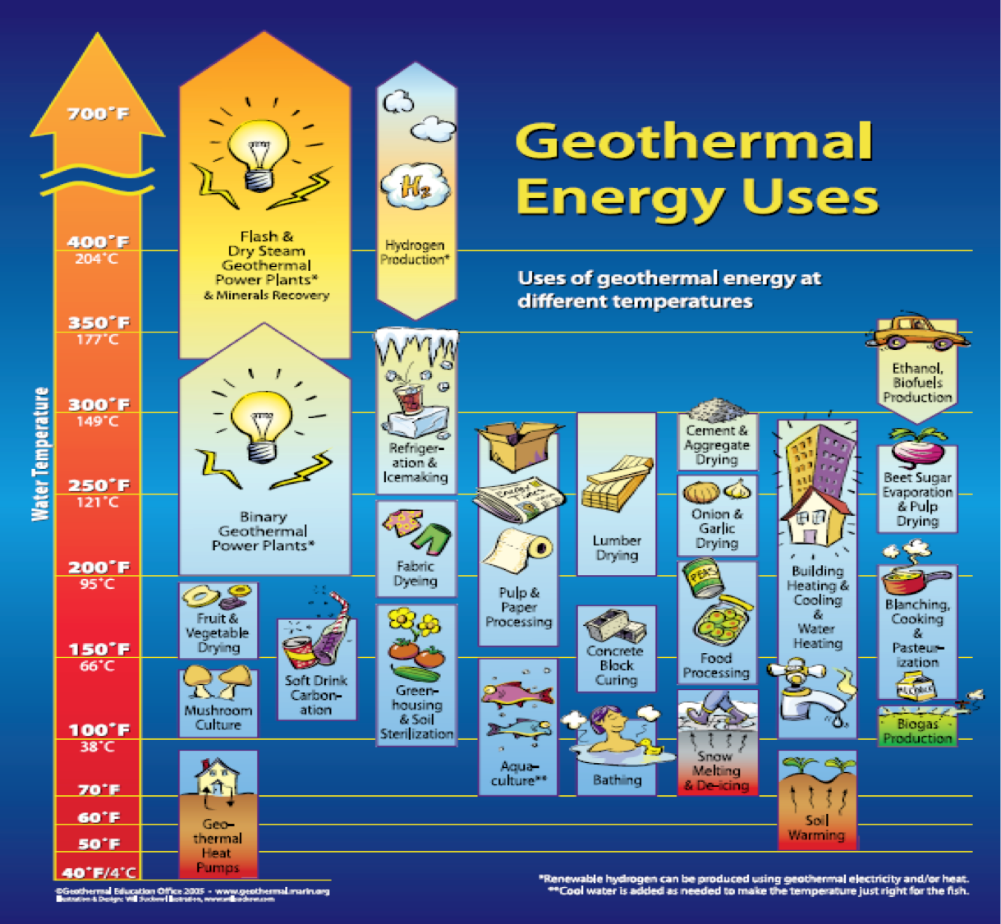 Geothermal
Energy Uses
Uses of geothermal energy at
different temperatures
Water Temperature
700°F
400°F
204°C
350°F
177°C
300°F
149°C
250°F
121°C
200°F
95°C
150°F
66°C
100°F
38°C
70°F
60°F
50°F
40°F/4°C
Flash &
Dry Steam
Geothermal
Power Plants*
& Minerals Recovery
H2
Hydrogen
Production*
Binary
Geothermal
Power Plants*
Refriger-
ation &
Icemaking
Fabric
Dyeing
Green-
housing
& Soil
Sterilization
Fruit &
Vegetable
Drying
Mushroom
Culture
Geo-
thermal
Heat
Pumps
Soft Drink
Carbon-
ation
ENERGY
TIMES
Pulp &
Paper
Processing
Aqua-
culture**
Lumber
Drying
Concrete
Block
Curing
Bathing
Cement &
Aggregate
Drying
Onion &
Garlic
Drying
PEAS
Food
Processing
Snow
Melting
& De-icing
Building
Heating &
Cooling
&
Water
Heating
Soil
Warming
Ethanol,
Biofuels
Production
Beet Sugar
Evaporation
& Pulp
Drying
Blanching,
Cooking
&
Pasteur-
ization
Biogas
Production
*Renewable hydrogen can be produced using geothermal electricity and/or heat.
**Cool water is added as needed to make the temperature just right for the fish.
©Geothermal Education Office 2005 • www.geothermal.marin.org